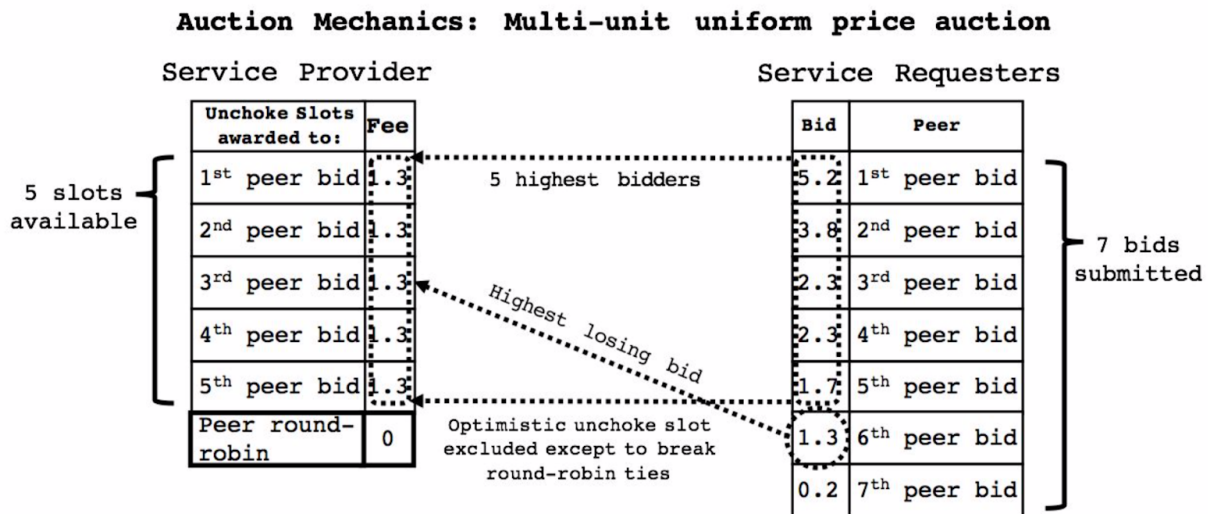 Auction Mechanics: Multi-unit uniform price auction
Service Provider
Unchoke Slots
awarded to:
Fee
5 slots
available
1st peer bid 1.3
2nd peer bid 1.3
3rd peer bid 1.3
4th peer bid 1.3
5th peer bid 1.3
Peer round-
robin
0
5 highest bidders
Highest losing bid
Optimistic unchoke slot
excluded except to break
round-robin ties
Service Requesters
Bid Peer
5.2 1st peer bid
3.8 2nd peer bid
2.3 3rd peer bid
2.3 4th peer bid
1.7 5th peer bid
1.3 6th peer bid
0.2 7th peer bid
7 bids
submitted